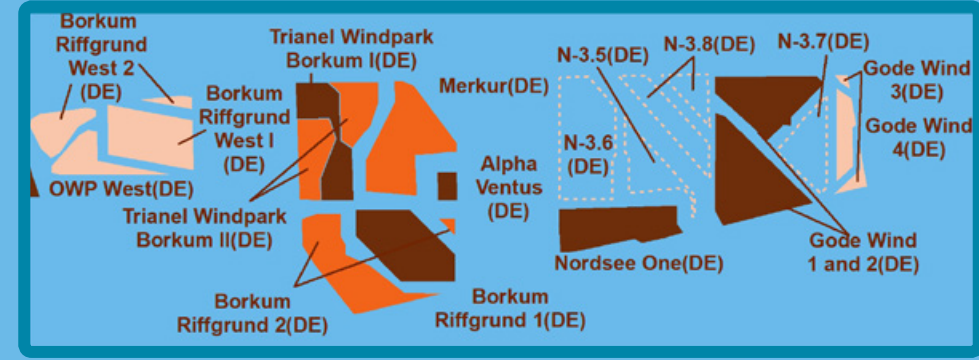 Borkum
Riffgrund
West 2
(DE)
Borkum
Riffgrund
West I
(DE)
OWP West(DE)
Trianel Windpark
Borkum I(DE)
Merkur(DE)
Trianel Windpark
Borkum II(DE)
Alpha
Ventus
(DE)
Borkum
Riffgrund 2(DE)
Borkum
Riffgrund 1(DE)
N-3.5(DE)
N-3.8(DE)
N-3.7(DE)
N-3.6
(DE)
Gode Wind
3(DE)
Gode Wind
4(DE)
Nordsee One(DE)
Gode Wind
1 and 2(DE)